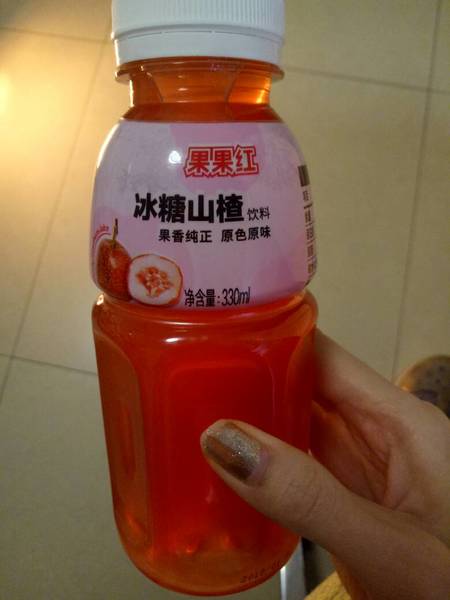 果果红
冰糖山楂 饮料
果香纯正 原色原味
净含量:330ml